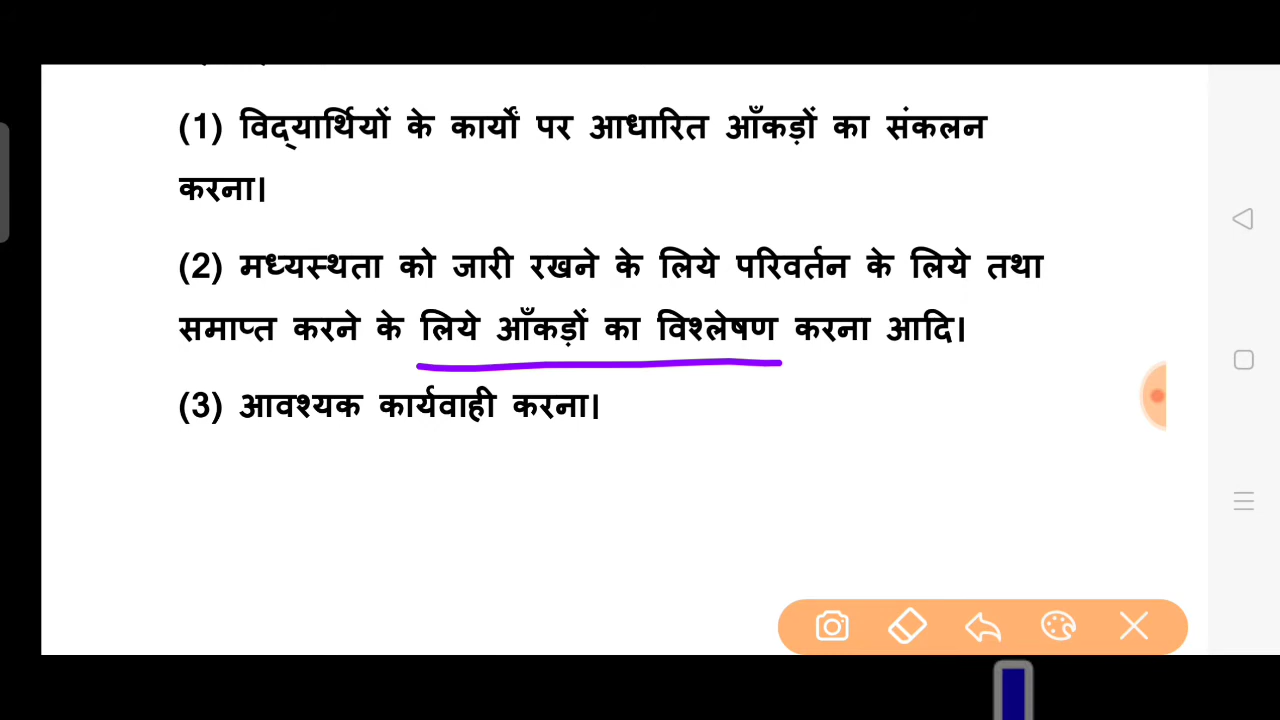 (1) विद्यार्थियों के कार्यों पर आधारित आँकड़ों का संकलन
करना।
(2) मध्यस्थता को जारी रखने के लिये परिवर्तन के लिये तथा
समाप्त करने के लिये आँकड़ों का विश्लेषण करना आदि।
(3) आवश्यक कार्यवाही करना।